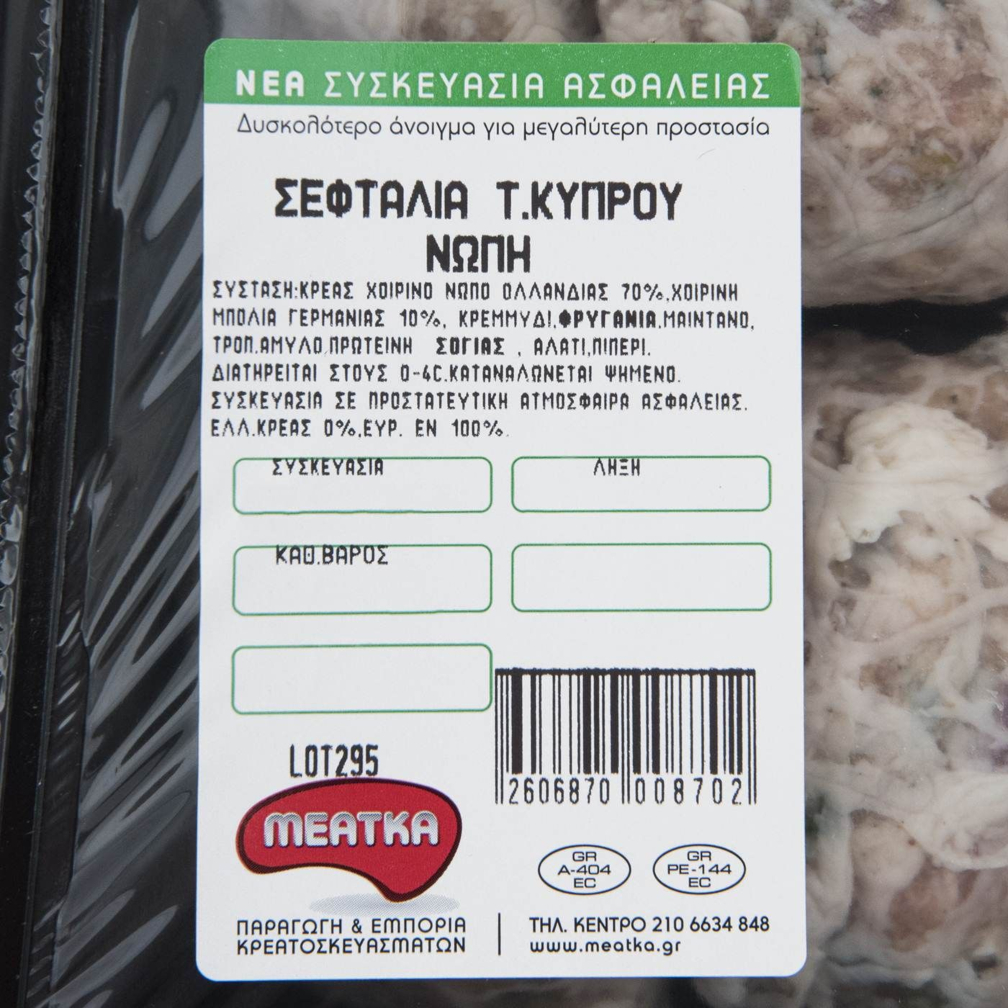 ΝΕΑ ΣΥΣΚΕΥΑΣΙΑ ΑΣΦΑΛΕΙΑΣ
Δυσκολότερο άνοιγμα για μεγαλύτερη προστασία
ΣΕΦΤΑΛΙΑ Τ.ΚΥΠΡΟΥ
ΝΩΠΗ
ΣΥΣΤΑΣΗ:ΚΡΕΑΣ ΧΟΙΡΙΝΟ ΝΩΠΟ ΟΛΛΑΝΔΙΑΣ 70%,ΧΟΙΡΙΝΗ
ΜΠΟΛΙΑ ΓΕΡΜΑΝΙΑΣ 10%, ΚΡΕΜΜΥΔΙ,ΦΡΥΓΑΝΙΑ,ΜΑΙΝΤΑΝΟ,
ΤΡΟΠ.ΑΜΥΛΟ,ΠΡΩΤΕΙΝΗ ΣΟΓΙΑΣ , ΑΛΑΤΙ,ΠΙΠΕΡΙ.
ΔΙΑΤΗΡΕΙΤΑΙ ΣΤΟΥΣ 0-4C.ΚΑΤΑΝΑΛΩΝΕΤΑΙ ΨΗΜΕΝΟ.
ΣΥΣΚΕΥΑΣΙΑ ΣΕ ΠΡΟΣΤΑΤΕΥΤΙΚΗ ΑΤΜΟΣΦΑΙΡΑ ΑΣΦΑΛΕΙΑΣ.
ΕΛΛ.ΚΡΕΑΣ 0%,ΕΥΡ. ΕΝ 100%.
ΣΥΣΚΕΥΑΣΙΑ ΛΗΞΗ
ΚΑΘ.ΒΑΡΟΣ
LOT295
2606870 008702
MEATKA
GR
A-404
EC
GR
PE-144
EC
ΠΑΡΑΓΩΓΗ & ΕΜΠΟΡΙΑ
ΚΡΕΑΤΟΣΚΕΥΑΣΜΑΤΩΝ
ΤΗΛ. ΚΕΝΤΡΟ 210 6634 848
www.meatka.gr